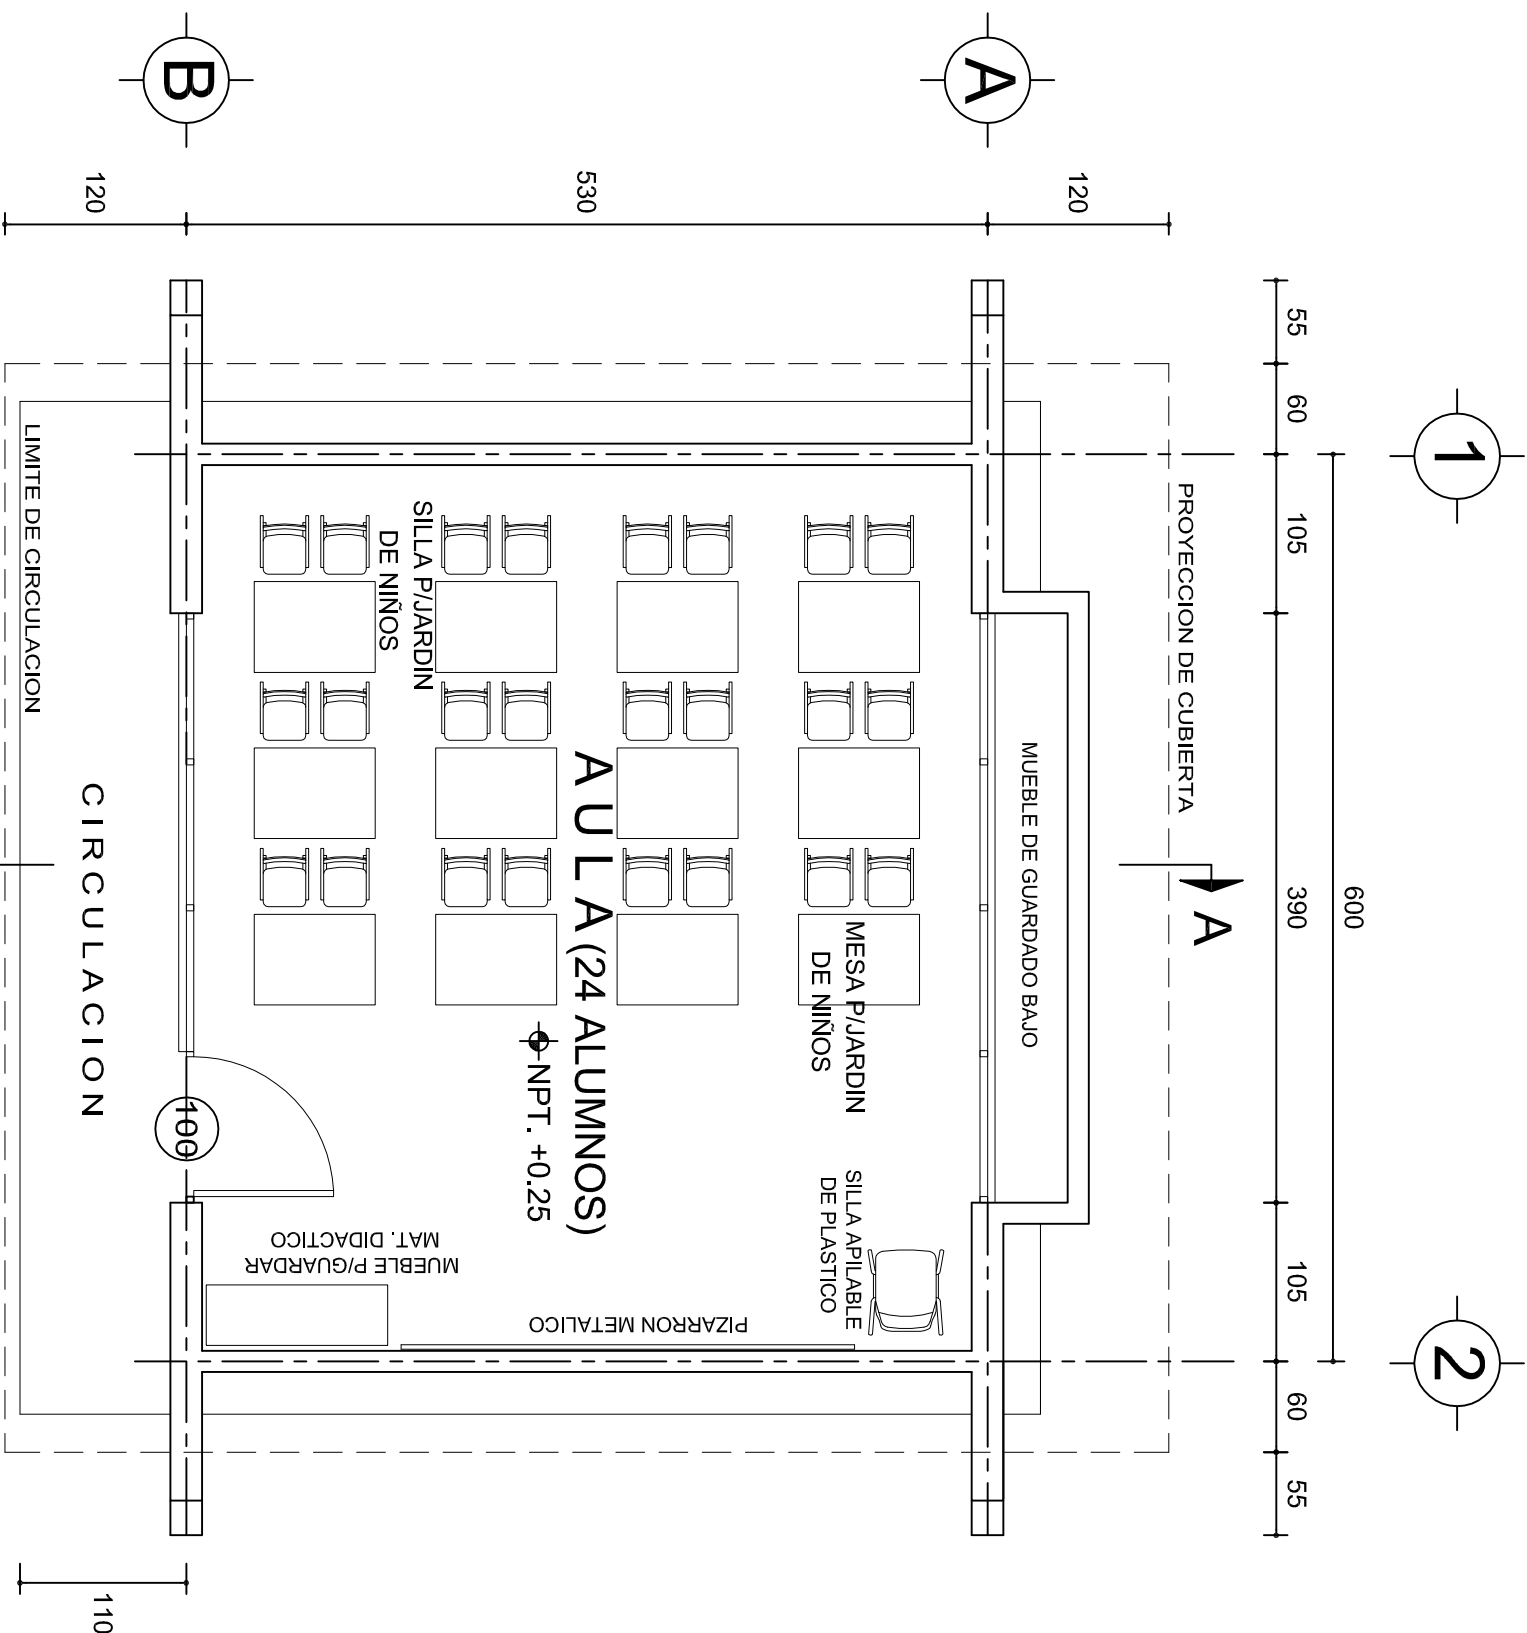 1
2
600
55
60
105
390
105
60
55
A
PROYECCION DE CUBIERTA
120
A
MUEBLE DE GUARDADO BAJO
MESA P/JARDIN
DE NIÑOS
SILLA APILABLE
DE PLASTICO
530
A U L A (24 ALUMNOS)
NPT. +0.25
PIZARRON METALICO
SILLA P/JARDIN
DE NIÑOS
MUEBLE P/GUARDAR
MAT. DIDACTICO
B
100
120
C I R C U L A C I O N
110
LIMITE DE CIRCULACION